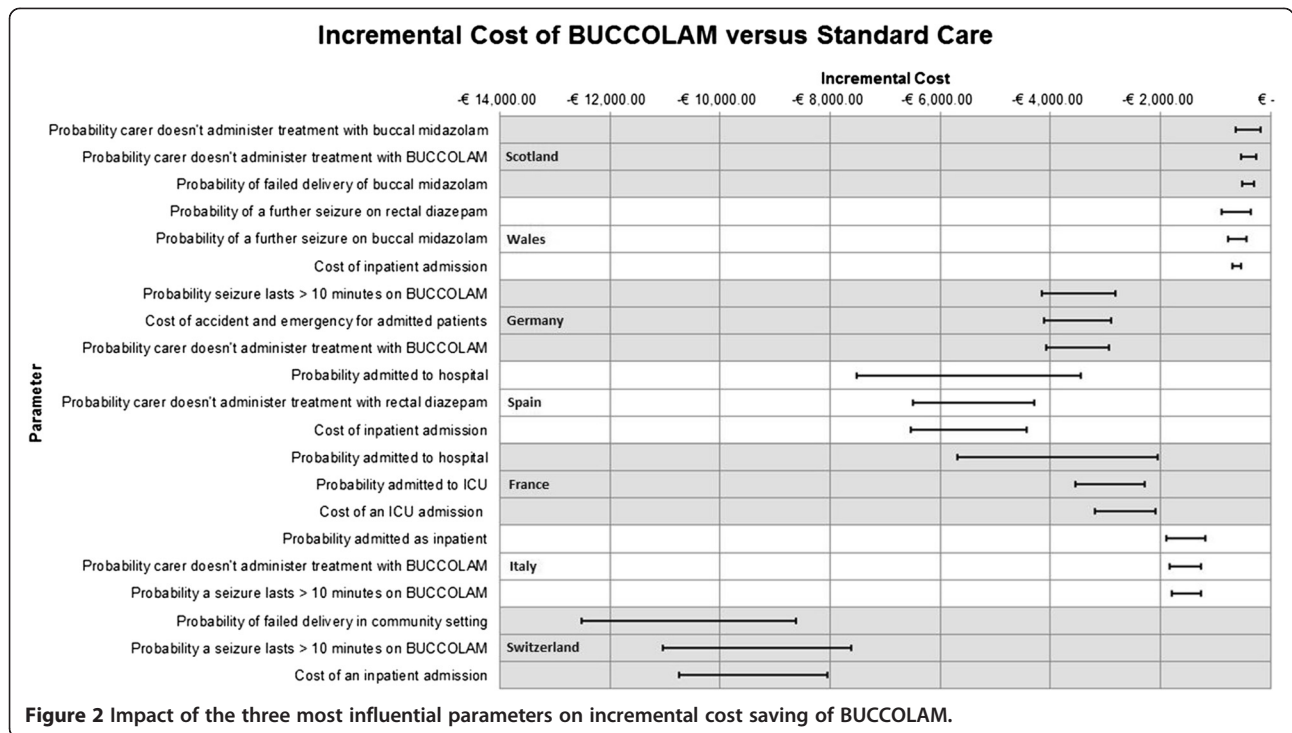 Incremental Cost of BUCCOLAM versus Standard Care
Incremental Cost
-€ 14,000.00 -€ 12,000.00 -€ 10,000.00 -€ 8,000.00 -€ 6,000.00 -€ 4,000.00 -€ 2,000.00 € -
Parameter
Probability carer doesn't administer treatment with buccal midazolam
Probability carer doesn't administer treatment with BUCCOLAM Scotland
Probability of failed delivery of buccal midazolam
Probability of a further seizure on rectal diazepam
Probability of a further seizure on buccal midazolam Wales
Cost of inpatient admission
Probability seizure lasts > 10 minutes on BUCCOLAM
Cost of accident and emergency for admitted patients Germany
Probability carer doesn't administer treatment with BUCCOLAM
Probability admitted to hospital
Probability carer doesn't administer treatment with rectal diazepam Spain
Cost of inpatient admission
Probability admitted to hospital
Probability admitted to ICU France
Cost of an ICU admission
Probability admitted as inpatient
Probability carer doesn't administer treatment with BUCCOLAM Italy
Probability a seizure lasts > 10 minutes on BUCCOLAM
Probability of failed delivery in community setting
Probability a seizure lasts > 10 minutes on BUCCOLAM Switzerland
Cost of an inpatient admission
Figure 2 Impact of the three most influential parameters on incremental cost saving of BUCCOLAM.